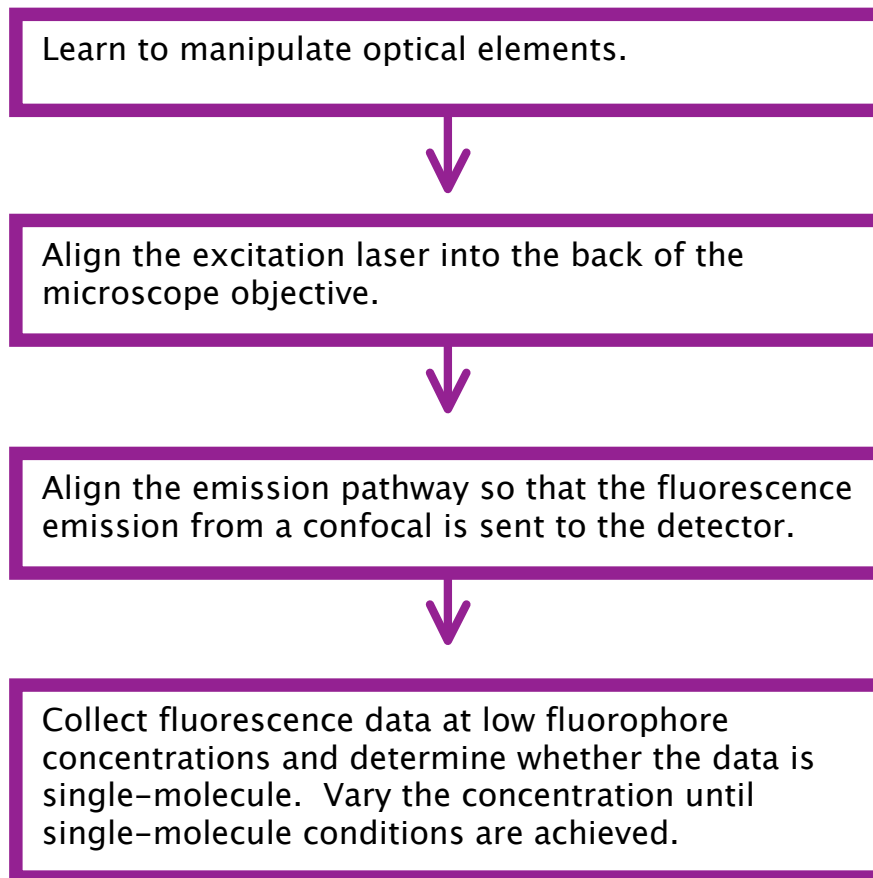 Learn to manipulate optical elements.
Align the excitation laser into the back of the
microscope objective.
Align the emission pathway so that the fluorescence
emission from a confocal is sent to the detector.
Collect fluorescence data at low fluorophore
concentrations and determine whether the data is
single-molecule.  Vary the concentration until
single-molecule conditions are achieved.